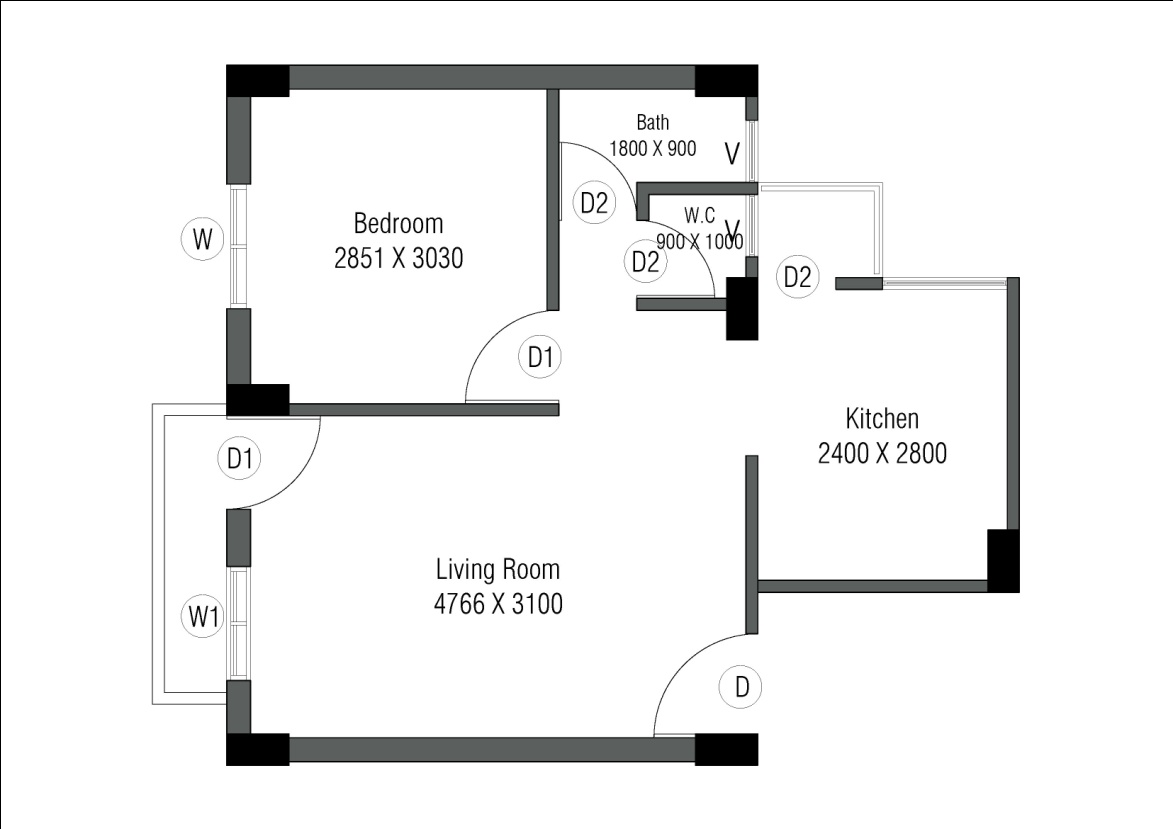 Bath
1800 X 900
V
D2
W.C
900 X 1000
V
Bedroom
2851 X 3030
W
D2
D2
D1
Kitchen
2400 X 2800
D1
Living Room
4766 X 3100
W1
D